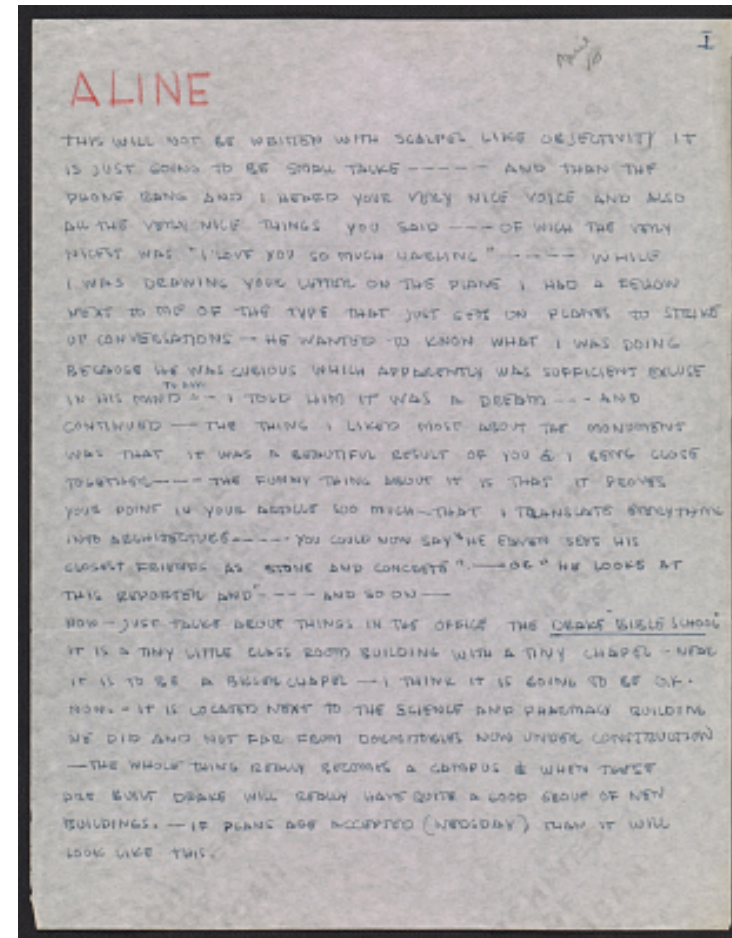 I
ALINE
THIS WILL NOT BE WRITTEN WITH SCALPEL LIKE OBJECTIVITY IT
IS JUST GOING TO BE SMALL TALKE ------ AND THAN THE
PHONE RANG AND I HEARD YOUR VERY NICE VOICE AND ALSO
ALL THE VERY NICE THINGS YOU SAID ---- OF WICH THE VERY
NICEST WAS "I LOVE YOU SO MUCH DARLING" ----- WHILE
I WAS DRAWING YOUR LETTER ON THE PLANE I HAD A FELLOW
NEXT TO ME OF THE TYPE THAT JUST GETS ON PLANES TO STRIKE
UP CONVERSATIONS -- HE WANTED TO KNOW WHAT I WAS DOING
BECAUSE HE WAS CURIOUS WHICH APPARENTLY WAS SUFFICIENT EXCUSE
IN HIS MIND -- I TOLD HIM IT WAS A DREAM --- AND
CONTINUED -- THE THING I LIKED MOST ABOUT THE MONUMENT
WAS THAT IT WAS A BEAUTIFUL RESULT OF YOU & I BEING CLOSE
TOGETHER ---- THE FUNNY THING ABOUT IT IS THAT IT PROVES
YOUR POINT IN YOUR ARTICLE SOO MUCH -- THAT I TRANSLATE EVERYTHING
INTO ARCHITECTURE ----- YOU COULD NOW SAY "HE EAVEN SEES HIS
CLOSEST FRIENDS AS STONE AND CONCRETE". -- OR "HE LOOKS AT
THIS REPORTER AND" ---- AND SO ON --
NOW - JUST TALKE ABOUT THINGS IN THE OFFICE THE DRAKE "BIBLE SCHOOL"
IT IS A TINY LITTLE CLASS ROOM BUILDING WITH A TINY CHAPEL - NEAR
IT IS TO BE A BIGGER CHAPEL -- I THINK IT IS GOING TO BE O.K.
NOW. - IT IS LOCATED NEXT TO THE SCIENCE AND PHARMACY BUILDING
WE DID AND NOT FAR FROM DORMITORIES NOW UNDER CONSTRUCTION
-- THE WHOLE THING REALLY BECOMES A CAMPUS & WHEN THESE
ARE BUILT DRAKE WILL REALLY HAVE QUITE A GOOD GROUP OF NEW
BUILDINGS. -- IF PLANS ARE ACCEPTED (WEDSDAY) THAN IT WILL
LOOK LIKE THIS.